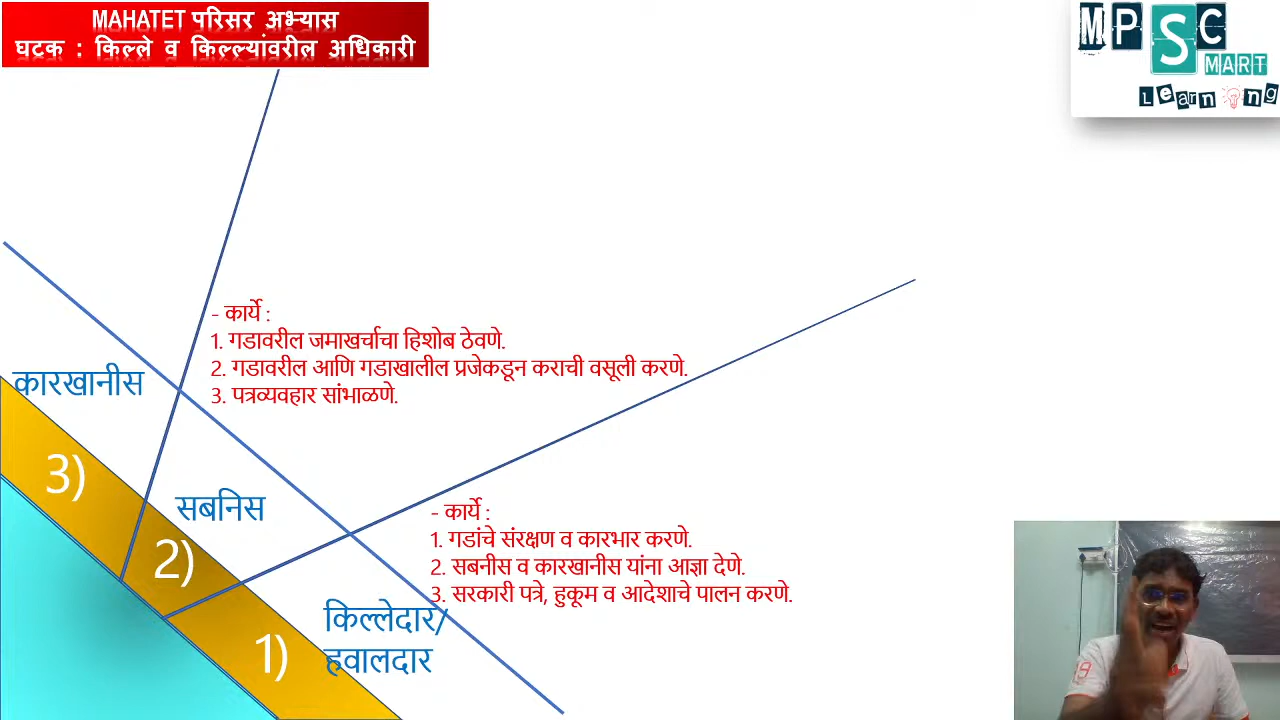 MAHATET परिसर अभ्यास
घटक : किल्ले व किल्ल्यांवरील अधिकारी
MPSC
MART
Learning
- कार्ये :
1. गडावरील जमाखर्चाचा हिशोब ठेवणे.
2. गडावरील आणि गडाखालील प्रजेकडून कराची वसूली करणे.
3. पत्रव्यवहार सांभाळणे.
कारखानीस
3)
सबनिस
2)
- कार्ये :
1. गडांचे संरक्षण व कारभार करणे.
2. सबनीस व कारखानीस यांना आज्ञा देणे.
3. सरकारी पत्रे, हुकूम व आदेशाचे पालन करणे.
किल्लेदार/
हवालदार
1)
19